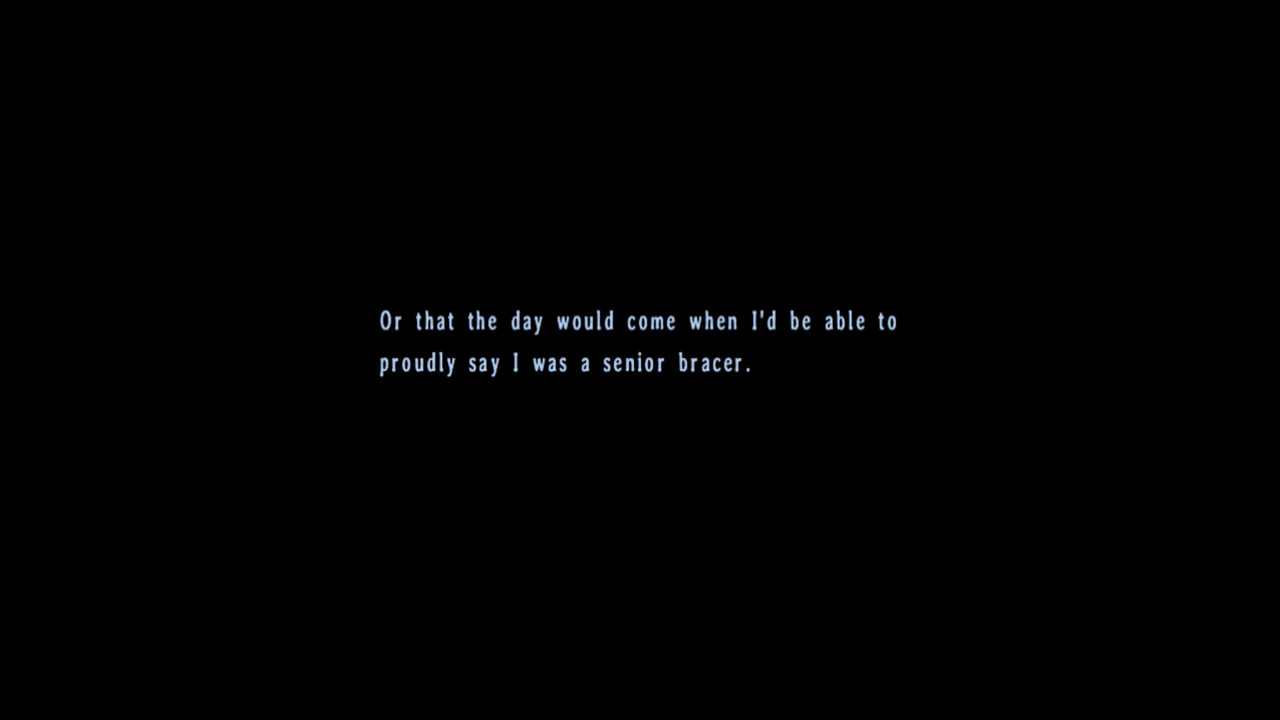 Or that the day would come when I'd be able to
proudly say I was a senior bracer.